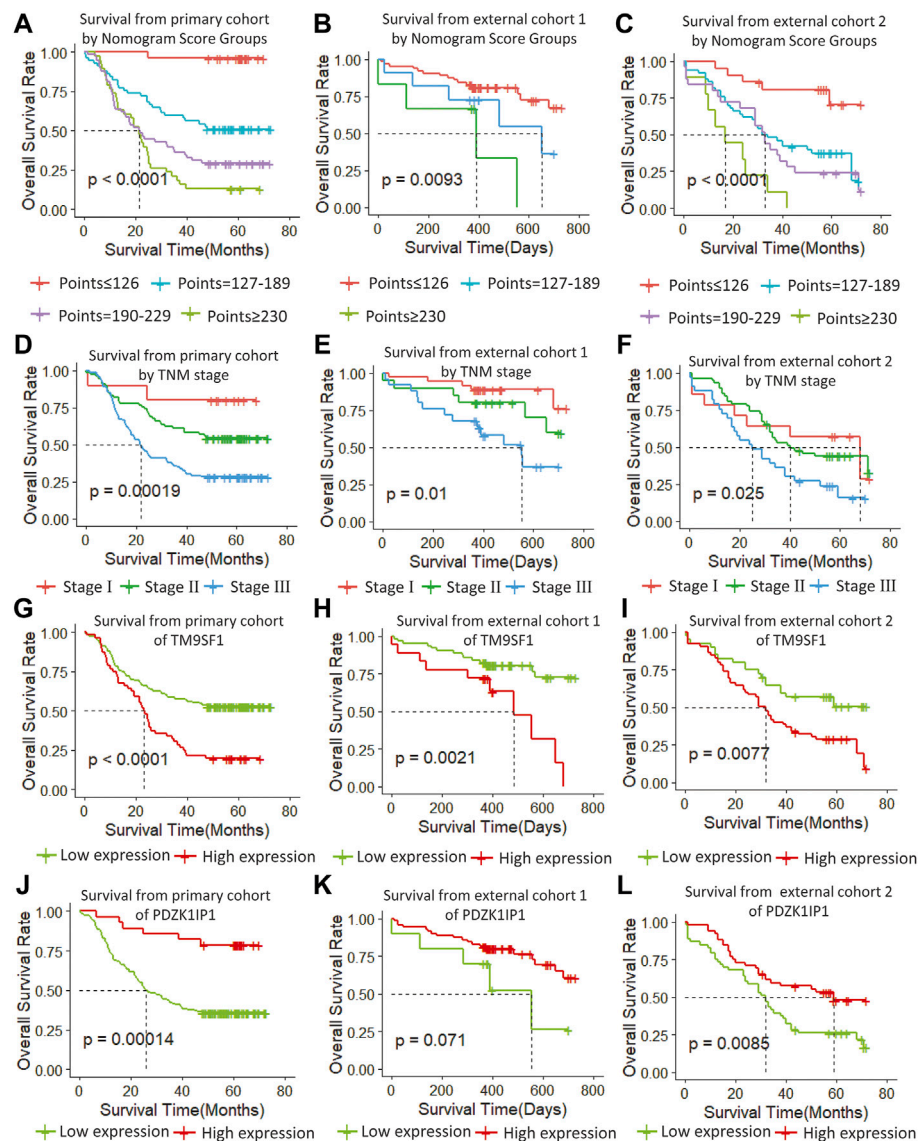 A
Survival from primary cohort
by Nomogram Score Groups
Overall Survival Rate
1.00
0.75
0.50
0.25
0.00
p < 0.0001
0 20 40 60 80
Survival Time(Months)
B
Survival from external cohort 1
by Nomogram Score Groups
Overall Survival Rate
1.00
0.75
0.50
0.25
0.00
p = 0.0093
0 200 400 600 800
Survival Time(Days)
C
Survival from external cohort 2
by Nomogram Score Groups
Overall Survival Rate
1.00
0.75
0.50
0.25
0.00
p < 0.0001
0 20 40 60 80
Survival Time(Months)
Points≤126 Points=127-189
Points=190-229 Points≥230
Points≤126 Points=127-189
Points≥230
Points≤126 Points=127-189
Points=190-229 Points≥230
D
Survival from primary cohort
by TNM stage
Overall Survival Rate
1.00
0.75
0.50
0.25
0.00
p = 0.00019
0 20 40 60 80
Survival Time(Months)
Stage I Stage II Stage III
E
Survival from external cohort 1
by TNM stage
Overall Survival Rate
1.00
0.75
0.50
0.25
0.00
p = 0.01
0 200 400 600 800
Survival Time(Days)
Stage I Stage II Stage III
F
Survival from external cohort 2
by TNM stage
Overall Survival Rate
1.00
0.75
0.50
0.25
0.00
p = 0.025
0 20 40 60 80
Survival Time(Months)
Stage I Stage II Stage III
G
Survival from primary cohort
of TM9SF1
Overall Survival Rate
1.00
0.75
0.50
0.25
0.00
p < 0.0001
0 20 40 60 80
Survival Time(Months)
Low expression High expression
H
Survival from external cohort 1
of TM9SF1
Overall Survival Rate
1.00
0.75
0.50
0.25
0.00
p = 0.0021
0 200 400 600 800
Survival Time(Days)
Low expression High expression
I
Survival from external cohort 2
of TM9SF1
Overall Survival Rate
1.00
0.75
0.50
0.25
0.00
p = 0.0077
0 20 40 60 80
Survival Time(Months)
Low expression High expression
J
Survival from primary cohort
of PDZK1IP1
Overall Survival Rate
1.00
0.75
0.50
0.25
0.00
p = 0.00014
0 20 40 60 80
Survival Time(Months)
Low expression High expression
K
Survival from external cohort 1
of PDZK1IP1
Overall Survival Rate
1.00
0.75
0.50
0.25
0.00
p = 0.071
0 200 400 600 800
Survival Time(Days)
Low expression High expression
L
Survival from external cohort 2
of PDZK1IP1
Overall Survival Rate
1.00
0.75
0.50
0.25
0.00
p = 0.0085
0 20 40 60 80
Survival Time(Months)
Low expression High expression